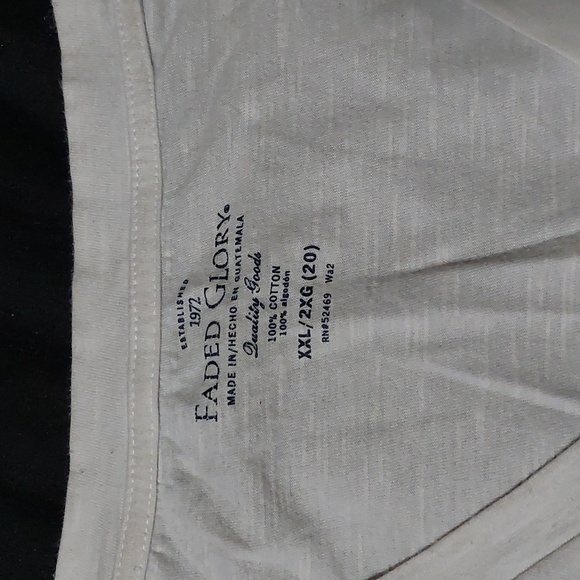 ESTABLISHED
1972
FADED GLORY®
MADE IN/HECHO EN GUATEMALA
Quality Goods
100% COTTON
100% algodón
XXL/2XG (20)
RN#52469 Wa2